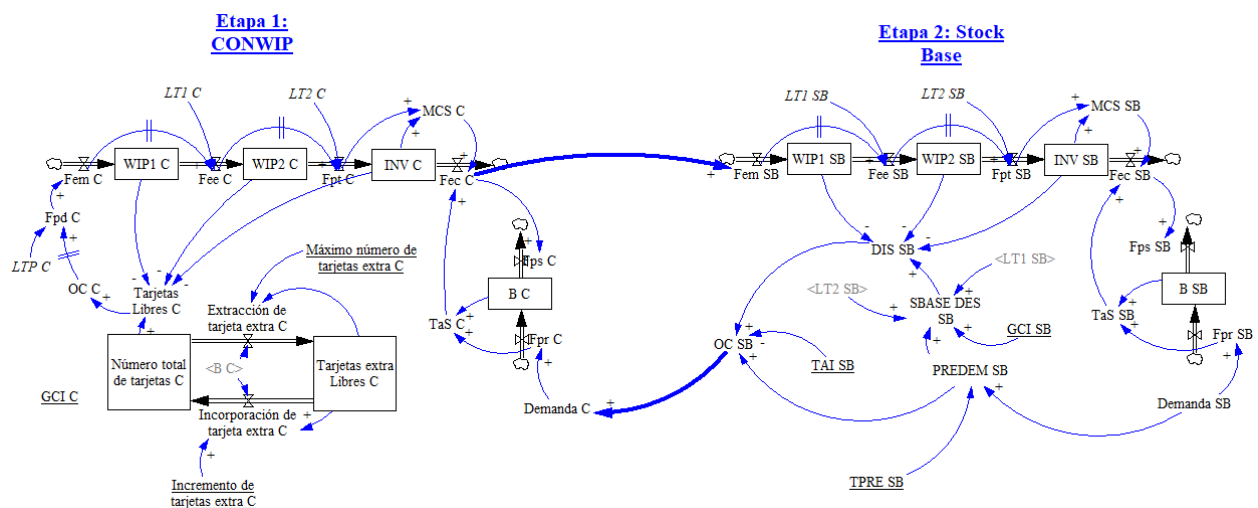 Etapa 1:
CONWIP
Etapa 2: Stock
Base
LT1 C
LT2 C
MCS C
WIP1 C
WIP2 C
INV C
Fem C
Fee C
Fpt C
Fec C
Fpd C
LTP C
OC C
Tarjetas
Libres C
Máximo número de
tarjetas extra C
Extracción de
tarjeta extra C
Número total
de tarjetas C
<B C>
Tarjetas extra
Libres C
GCI C
Incorporación de
tarjeta extra C
Incremento de
tarjetas extra C
Fps C
B C
TaS C
Fpr C
Demanda C
LT1 SB
LT2 SB
MCS SB
WIP1 SB
WIP2 SB
INV SB
Fem SB
Fee SB
Fpt SB
Fec SB
DIS SB
Fps SB
<LT1 SB>
<LT2 SB>
SBASE DES
SB
B SB
TaS SB
GCI SB
OC SB
TAI SB
PREDEM SB
Fpr SB
Demanda SB
TPRE SB